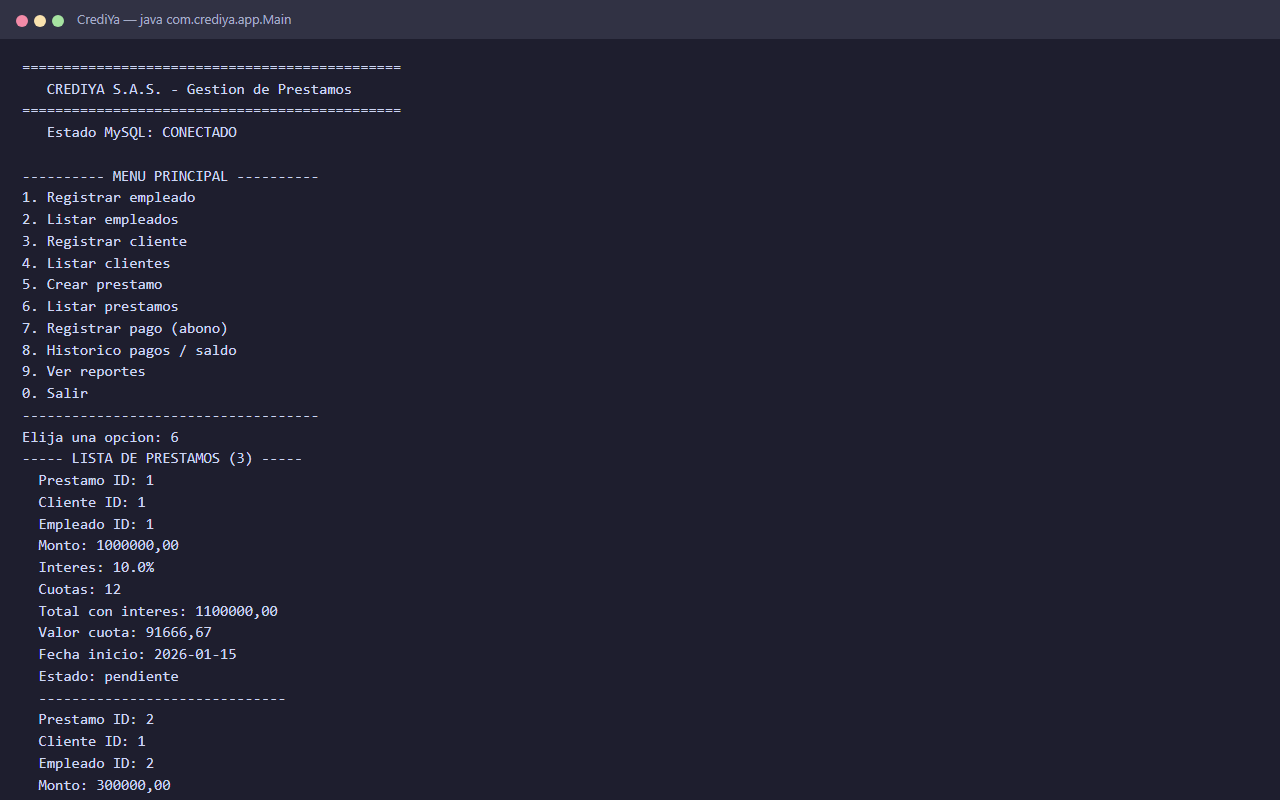 CrediYa — java com.crediya.app.Main
==============================================
CREDIYA S.A.S. - Gestion de Prestamos
==============================================
Estado MySQL: CONECTADO
---------- MENU PRINCIPAL ----------
1. Registrar empleado
2. Listar empleados
3. Registrar cliente
4. Listar clientes
5. Crear prestamo
6. Listar prestamos
7. Registrar pago (abono)
8. Historico pagos / saldo
9. Ver reportes
0. Salir
------------------------------------
Elija una opcion: 6
----- LISTA DE PRESTAMOS (3) -----
Prestamo ID: 1
Cliente ID: 1
Empleado ID: 1
Monto: 1000000,00
Interes: 10.0%
Cuotas: 12
Total con interes: 1100000,00
Valor cuota: 91666,67
Fecha inicio: 2026-01-15
Estado: pendiente
------------------------------
Prestamo ID: 2
Cliente ID: 1
Empleado ID: 2
Monto: 300000,00